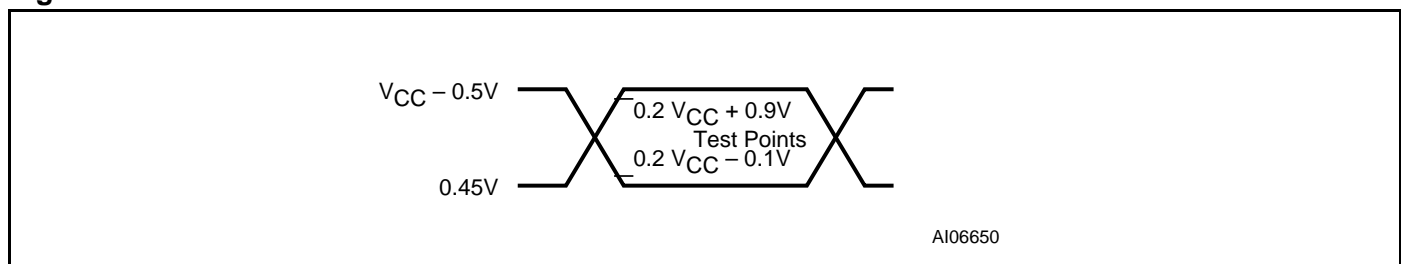 VCC – 0.5V
0.2 VCC + 0.9V
Test Points
0.2 VCC – 0.1V
0.45V
AI06650